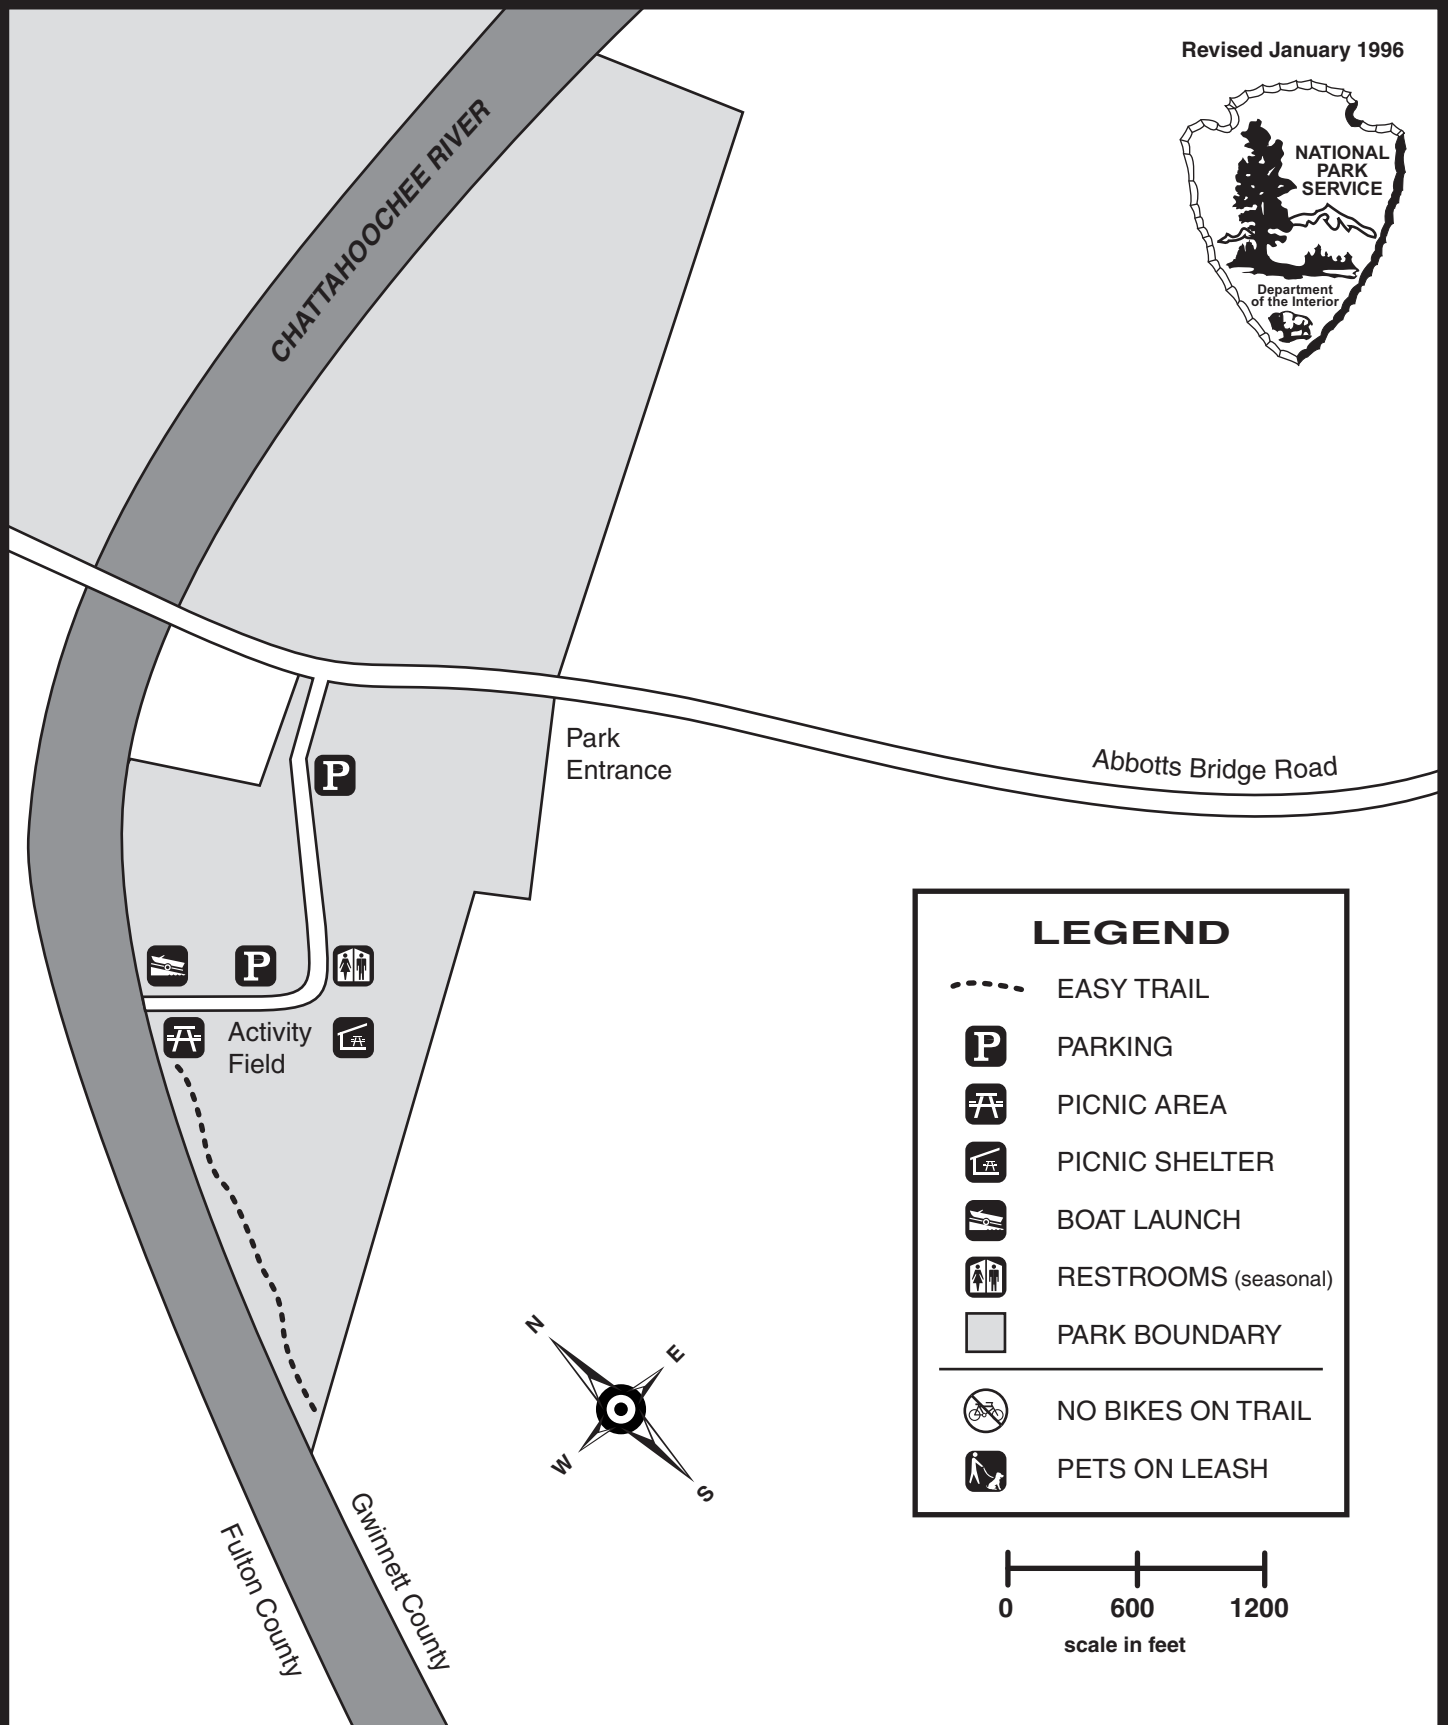 Revised January 1996
NATIONAL
PARK
SERVICE
Department
of the Interior
CHATTAHOOCHEE RIVER
Park
Entrance
Abbotts Bridge Road
P
P
Activity
Field
LEGEND
EASY TRAIL
P PARKING
PICNIC AREA
PICNIC SHELTER
BOAT LAUNCH
RESTROOMS (seasonal)
PARK BOUNDARY
NO BIKES ON TRAIL
PETS ON LEASH
N
E
W
S
Fulton County
Gwinnett County
0 600 1200
scale in feet